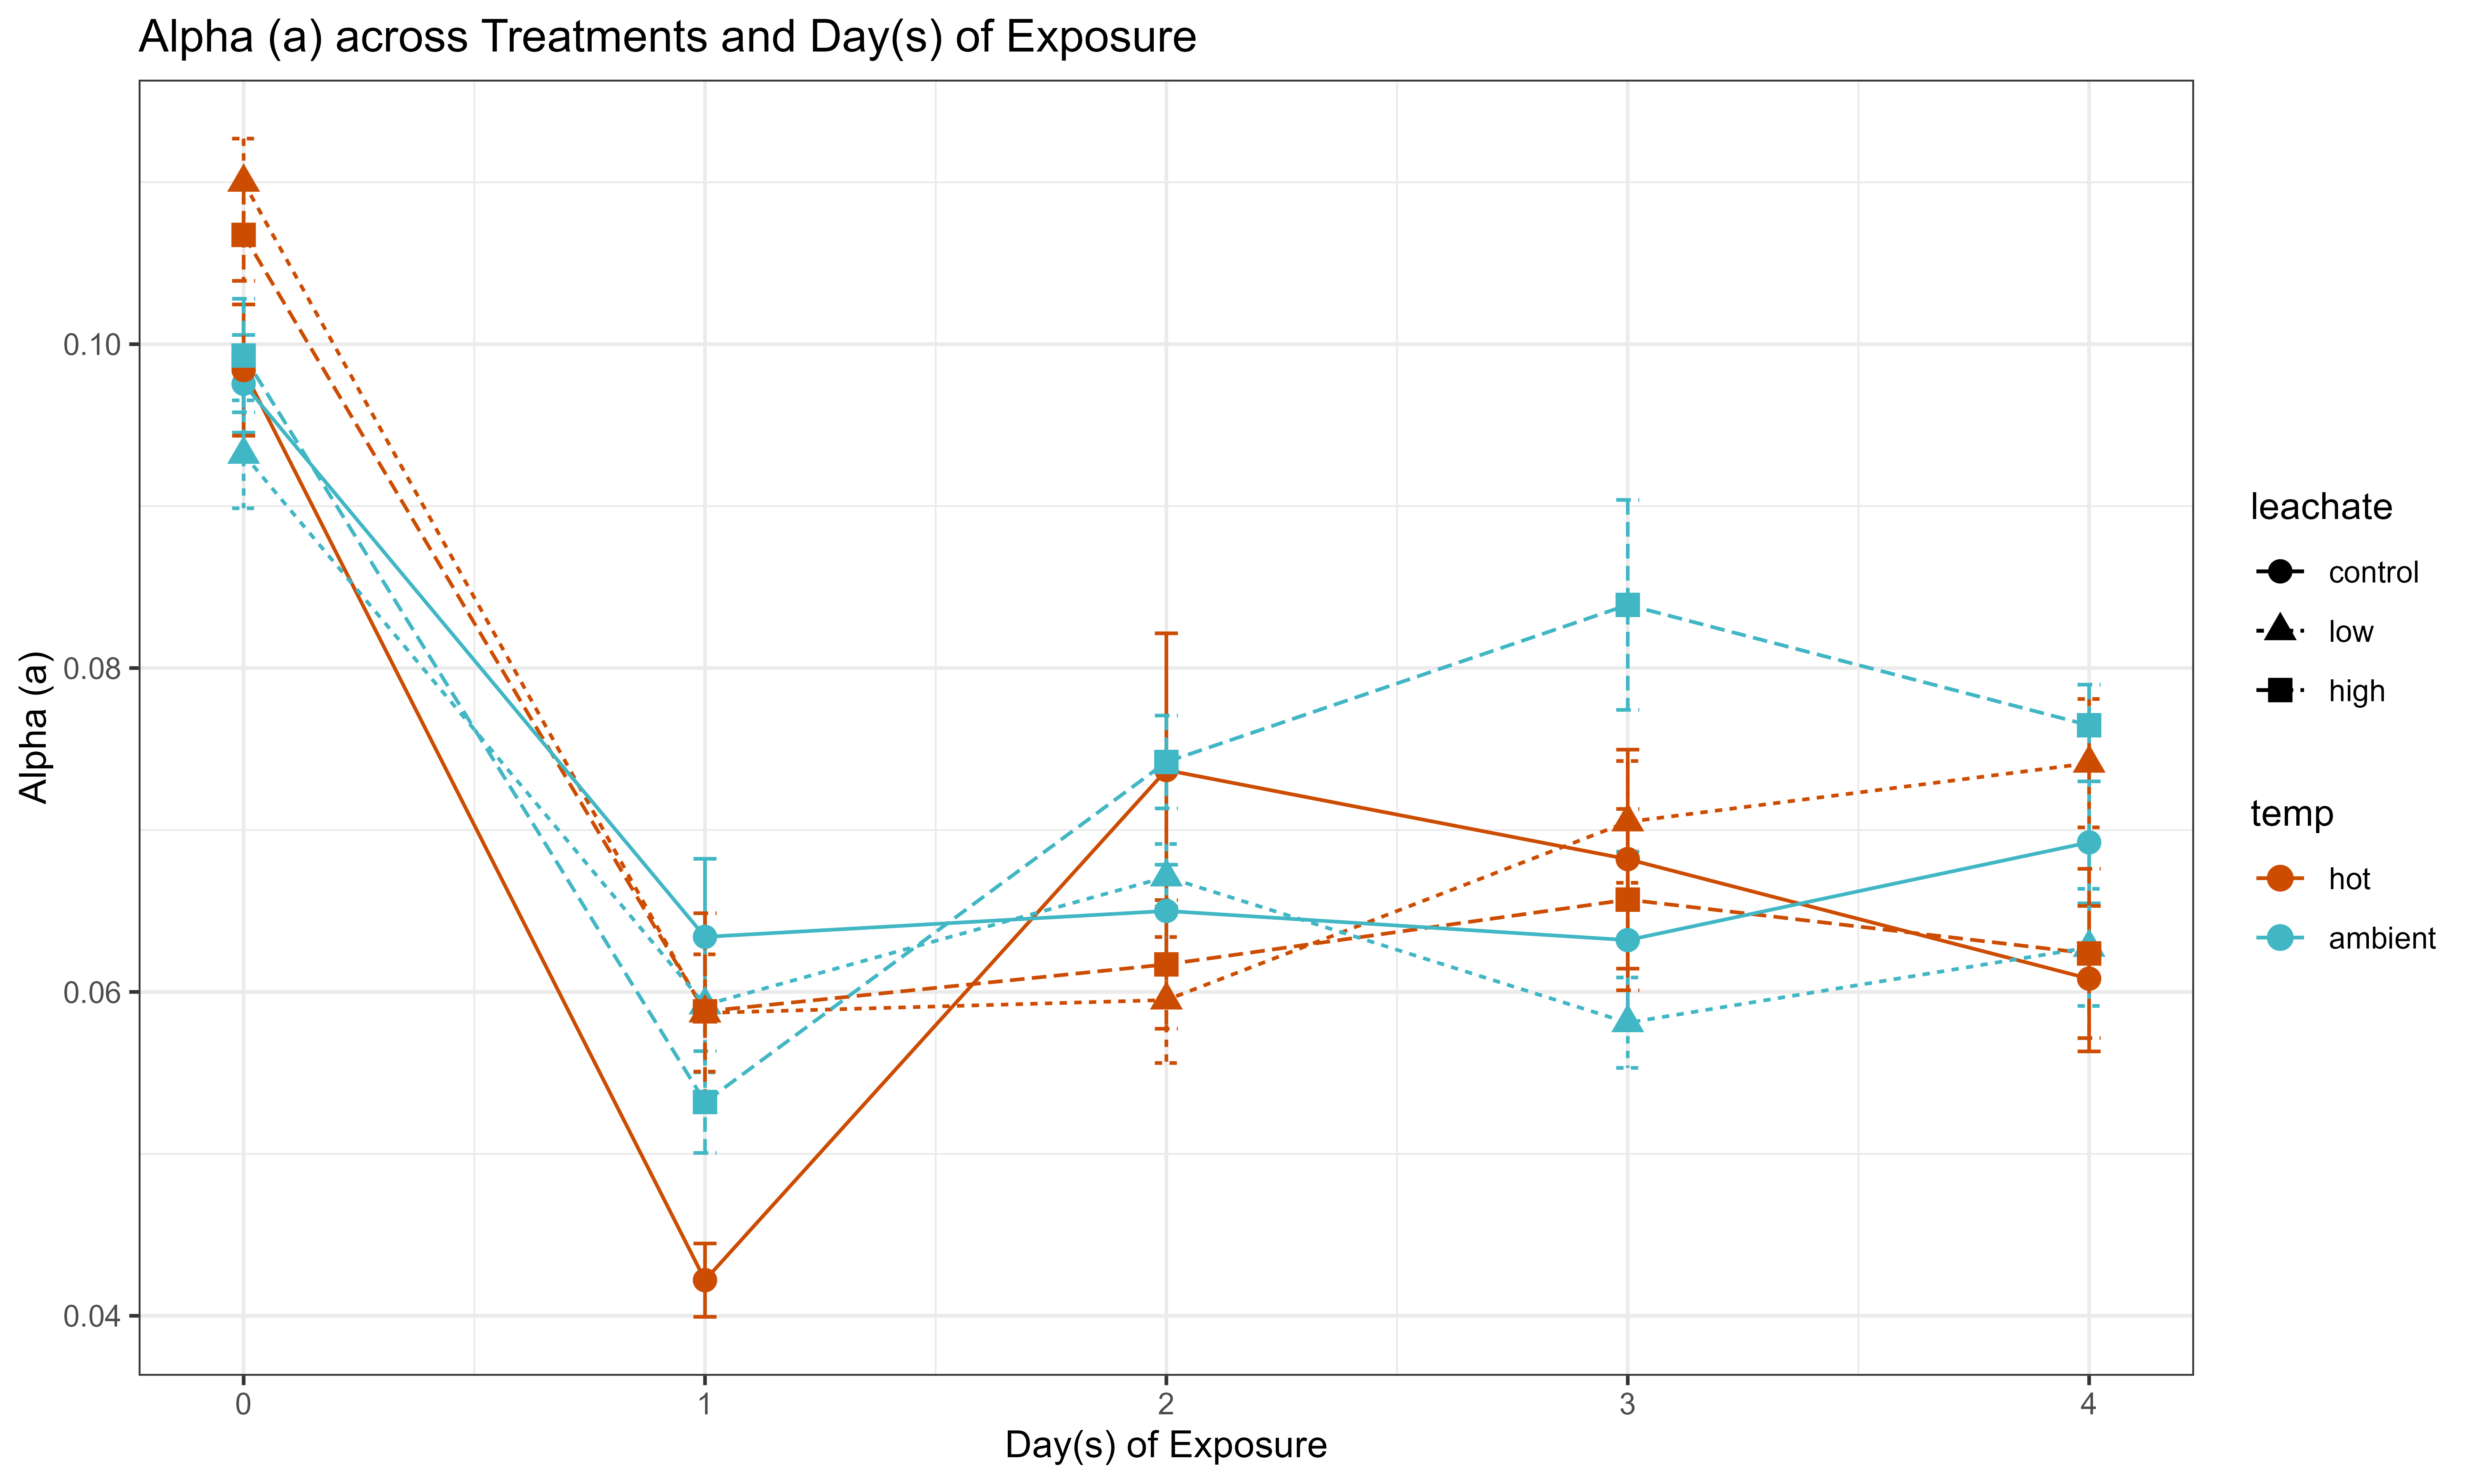 Alpha (a) across Treatments and Day(s) of Exposure
Alpha (a)
0.10
0.08
0.06
0.04
0
1
2
3
4
Day(s) of Exposure
leachate
control
low
high
temp
hot
ambient